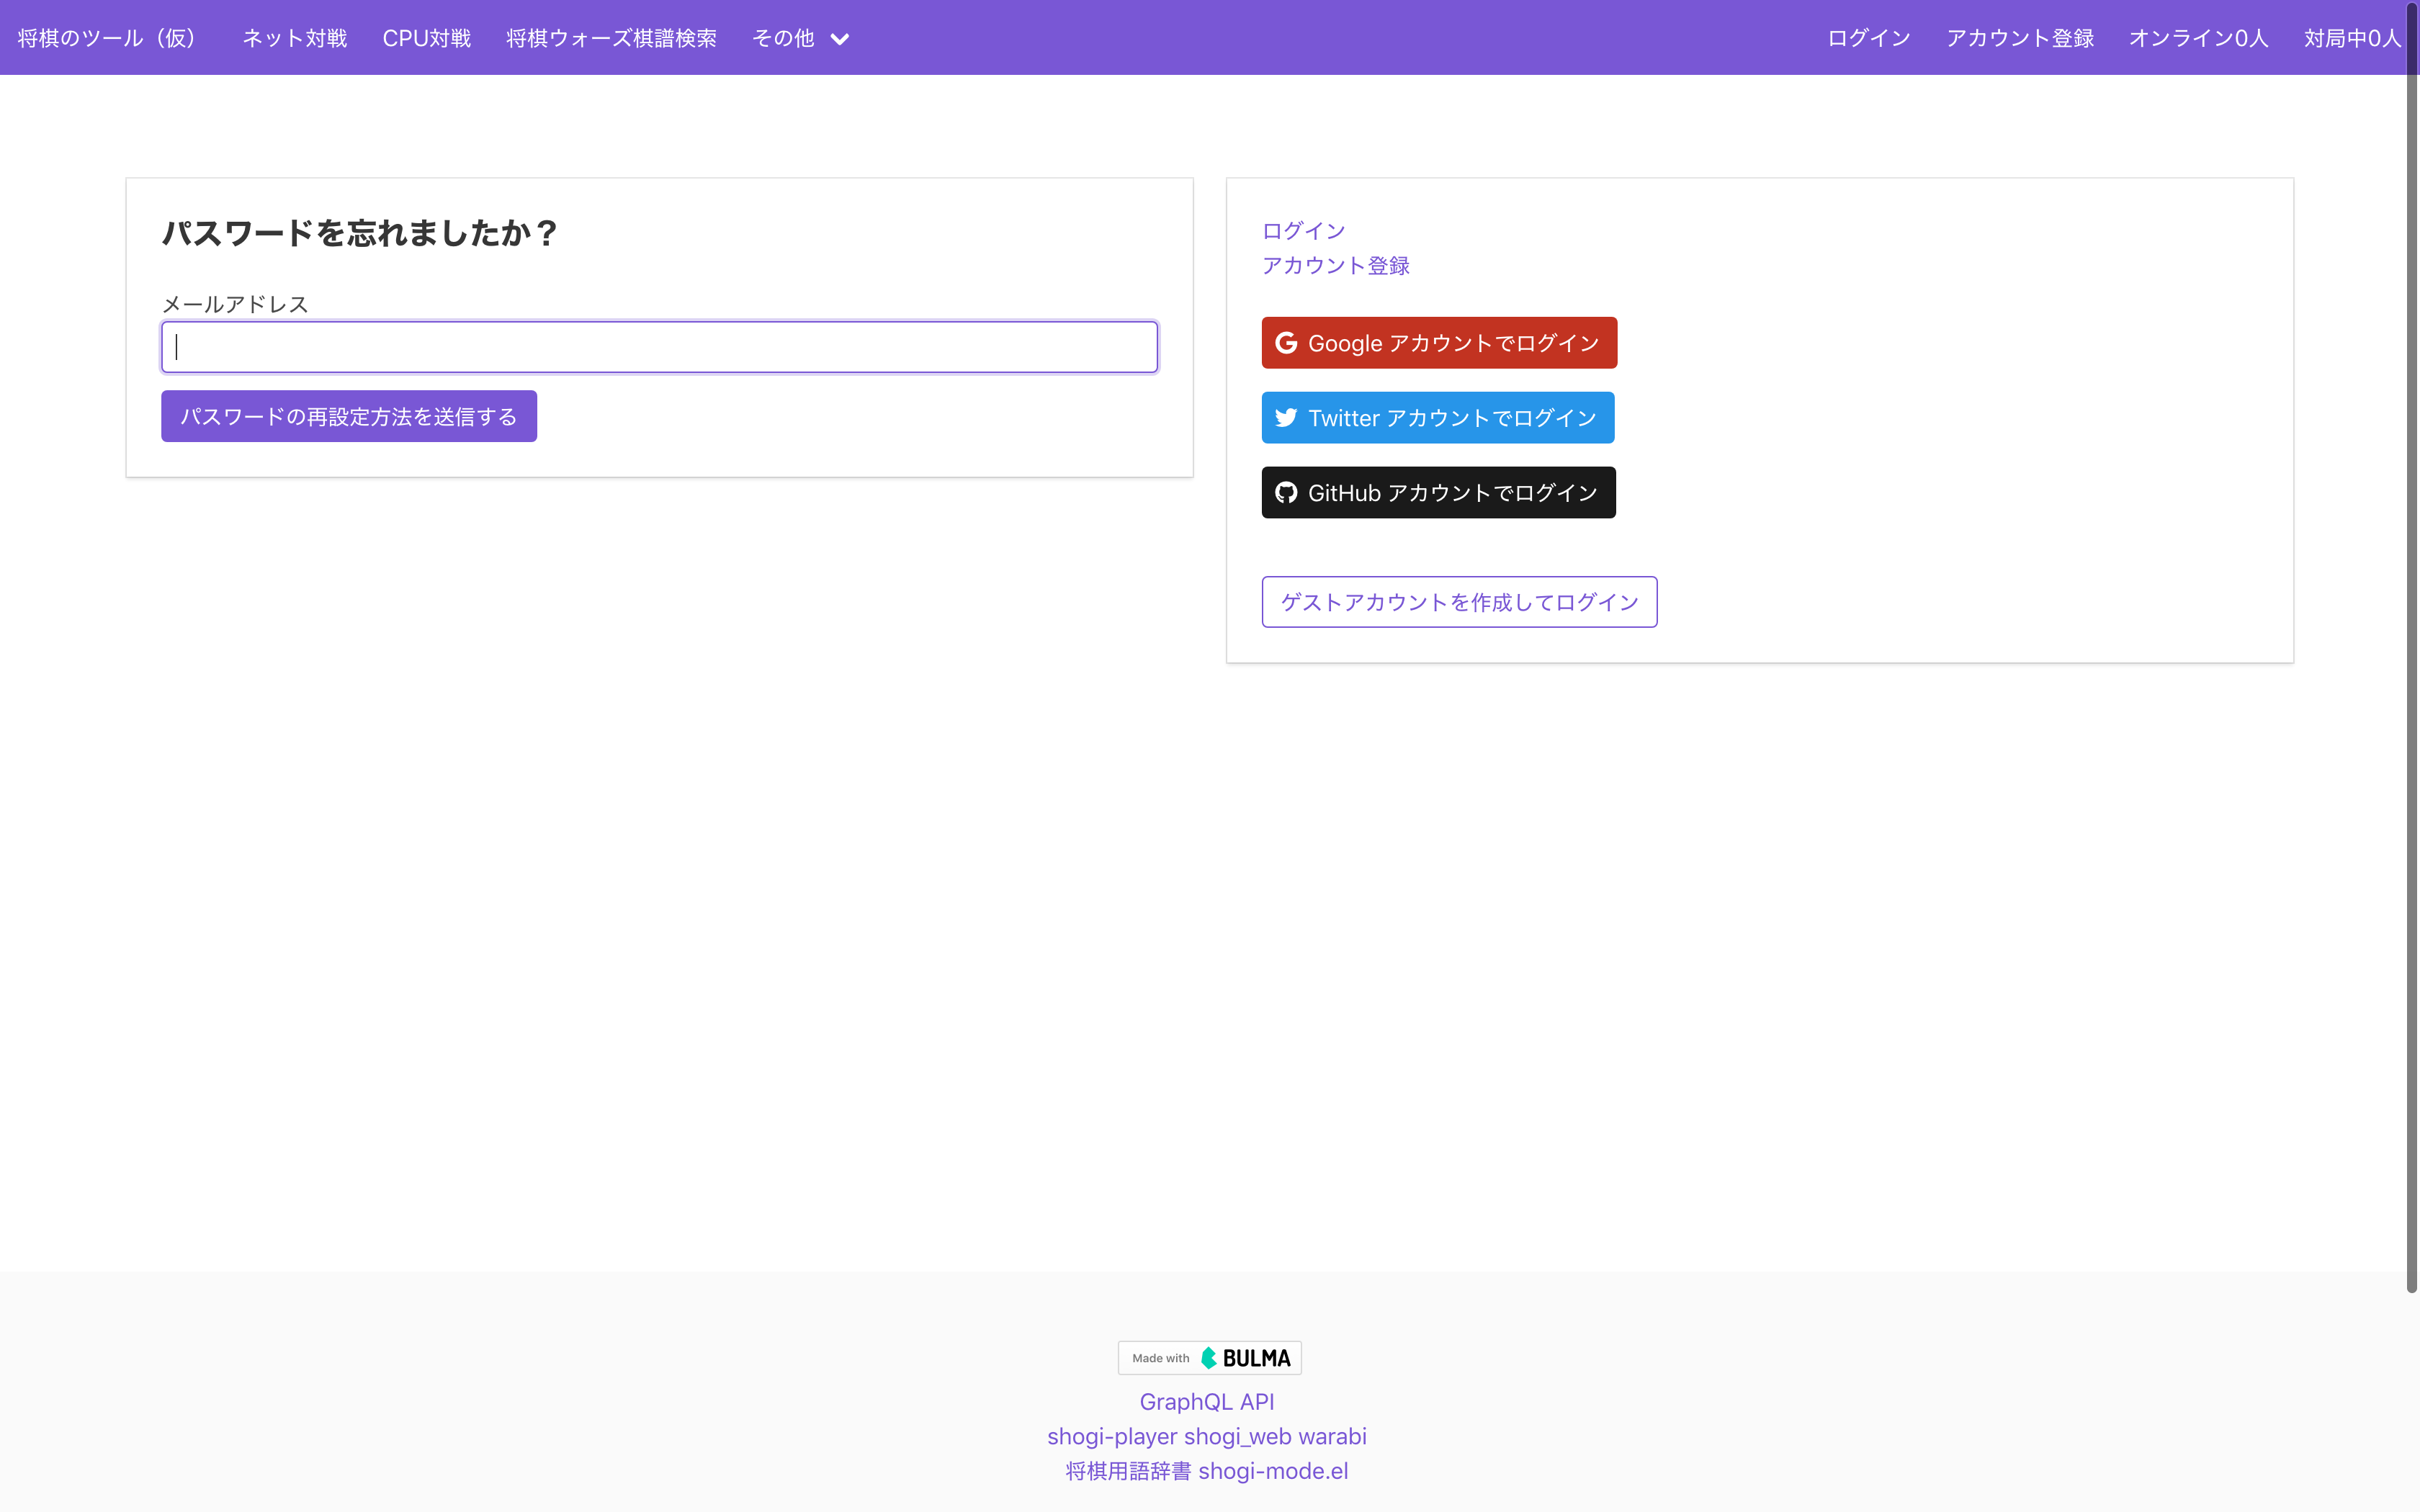 将棋のツール（仮） ネット対戦 CPU対戦 将棋ウォーズ棋譜検索 その他 ログイン アカウント登録 オンライン0人 対局中0人
パスワードを忘れましたか？
メールアドレス
パスワードの再設定方法を送信する
ログイン
アカウント登録
Google アカウントでログイン
Twitter アカウントでログイン
GitHub アカウントでログイン
ゲストアカウントを作成してログイン
Made with BULMA
GraphQL API
shogi-player shogi_web warabi
将棋用語辞書 shogi-mode.el